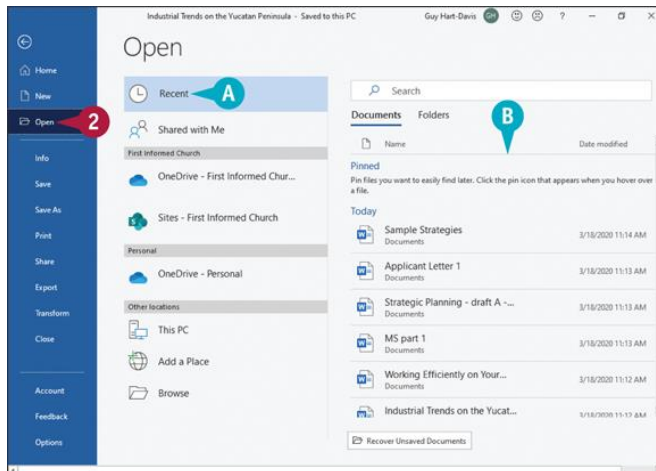 Industrial Trends on the Yucatan Peninsula - Saved to this PC
Guy Hart-Davis
GH
?
Home
New
Open
2
Info
Save
Save As
Print
Share
Export
Transform
Close
Account
Feedback
Options
Open
Recent
A
Shared with Me
First Informed Church
OneDrive - First Informed Chur...
Sites - First Informed Church
Personal
OneDrive - Personal
Other locations
This PC
Add a Place
Browse
Search
Documents Folders
B
Name Date modified
Pinned
Pin files you want to easily find later. Click the pin icon that appears when you hover over
a file.
Today
Sample Strategies
Documents
3/18/2020 11:14 AM
Applicant Letter 1
Documents
3/18/2020 11:13 AM
Strategic Planning - draft A -...
Documents
3/18/2020 11:13 AM
MS part 1
Documents
3/18/2020 11:13 AM
Working Efficiently on Your...
Documents
3/18/2020 11:12 AM
Industrial Trends on the Yucat...
Documents
3/18/2020 11:12 AM
Recover Unsaved Documents